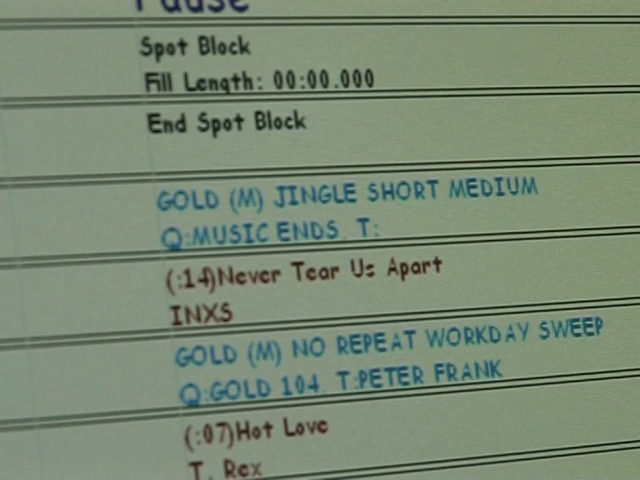 Pause
Spot Block
Fill Length: 00:00.000
End Spot Block
GOLD (M) JINGLE SHORT MEDIUM
Q:MUSIC ENDS. T:
(:14)Never Tear Us Apart
INXS
GOLD (M) NO REPEAT WORKDAY SWEEP
Q:GOLD 104. T:PETER FRANK
(:07)Hot Love
T. Rex